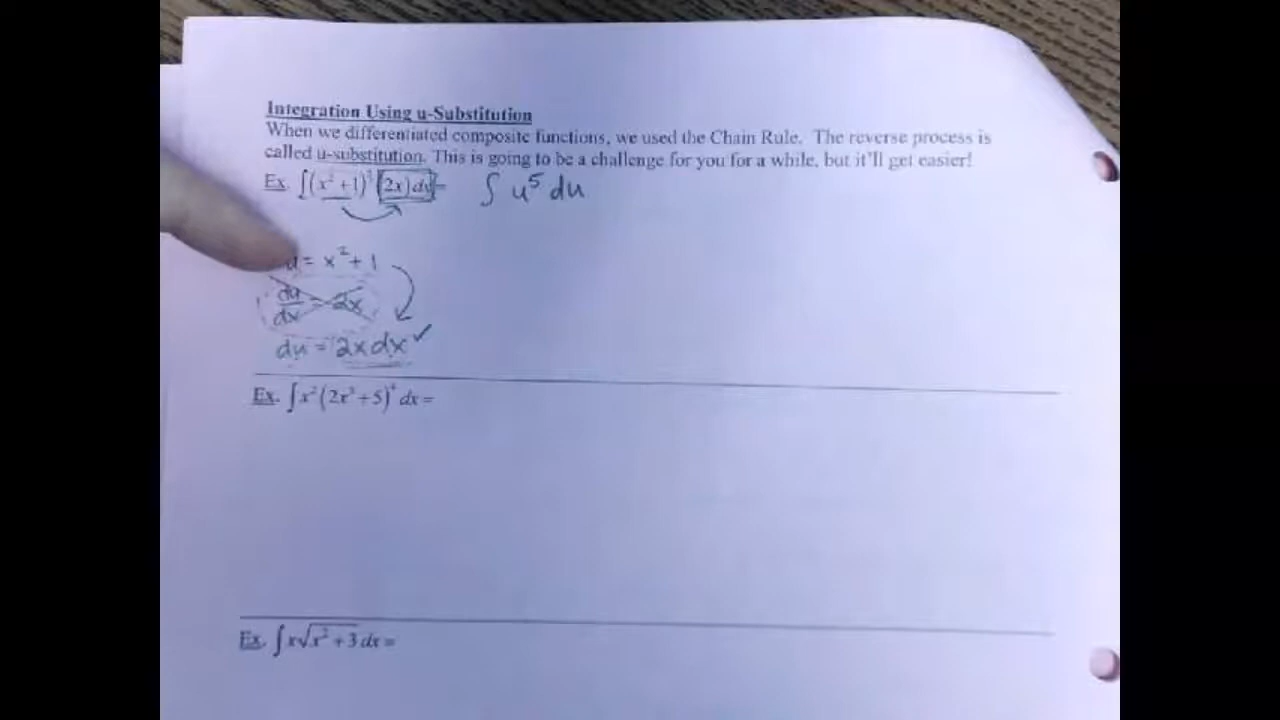 Integration Using u-Substitution
When we differentiated composite functions, we used the Chain Rule. The reverse process is
called u-substitution. This is going to be a challenge for you for a while, but it'll get easier!
Ex. ∫(x² + 1)⁵ (2x) dx = ∫ u⁵ du
u = x² + 1
du/dx = 2x
du = 2x dx ✓
Ex. ∫x²(2x³ + 5)⁴ dx =
Ex. ∫x√x² + 3 dx =